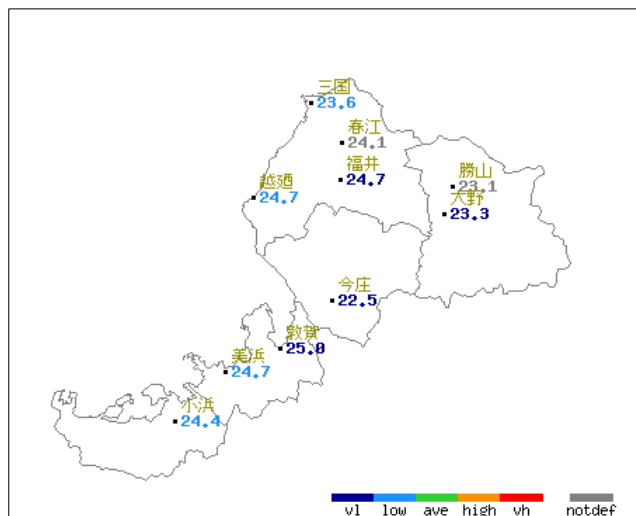 三国
23.6
春江
24.1
福井
24.7
越廼
24.7
勝山
23.1
大野
23.3
今庄
22.5
敦賀
25.0
美浜
24.7
小浜
24.4
vl low ave high vh notdef